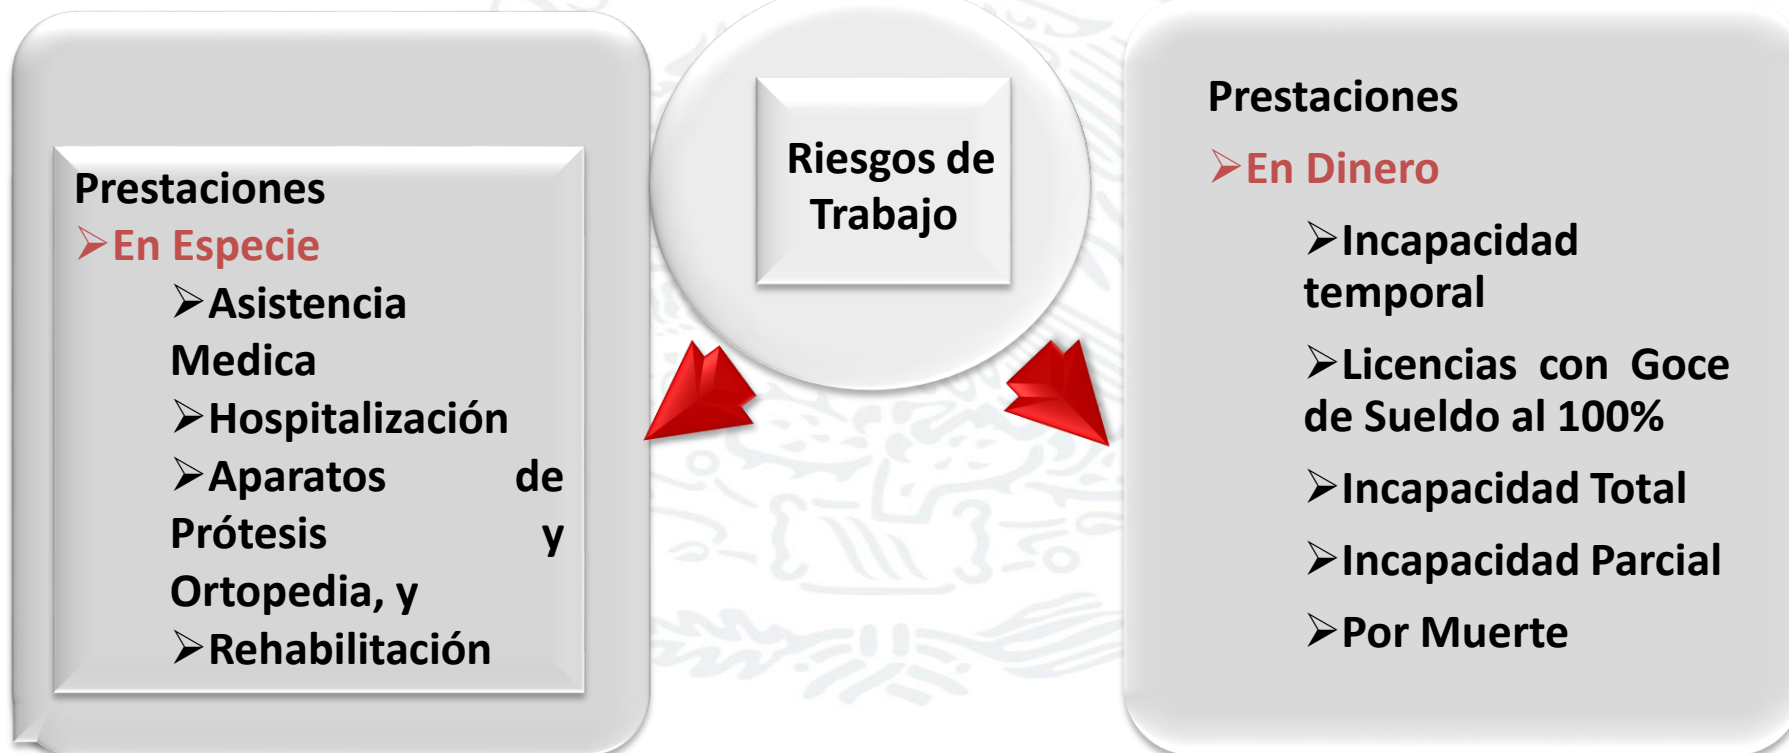 Riesgos de
Trabajo
Prestaciones
➢En Especie
➢Asistencia
Medica
➢Hospitalización
➢Aparatos de
Prótesis y
Ortopedia, y
➢Rehabilitación
Prestaciones
➢En Dinero
➢Incapacidad
temporal
➢Licencias con Goce
de Sueldo al 100%
➢Incapacidad Total
➢Incapacidad Parcial
➢Por Muerte